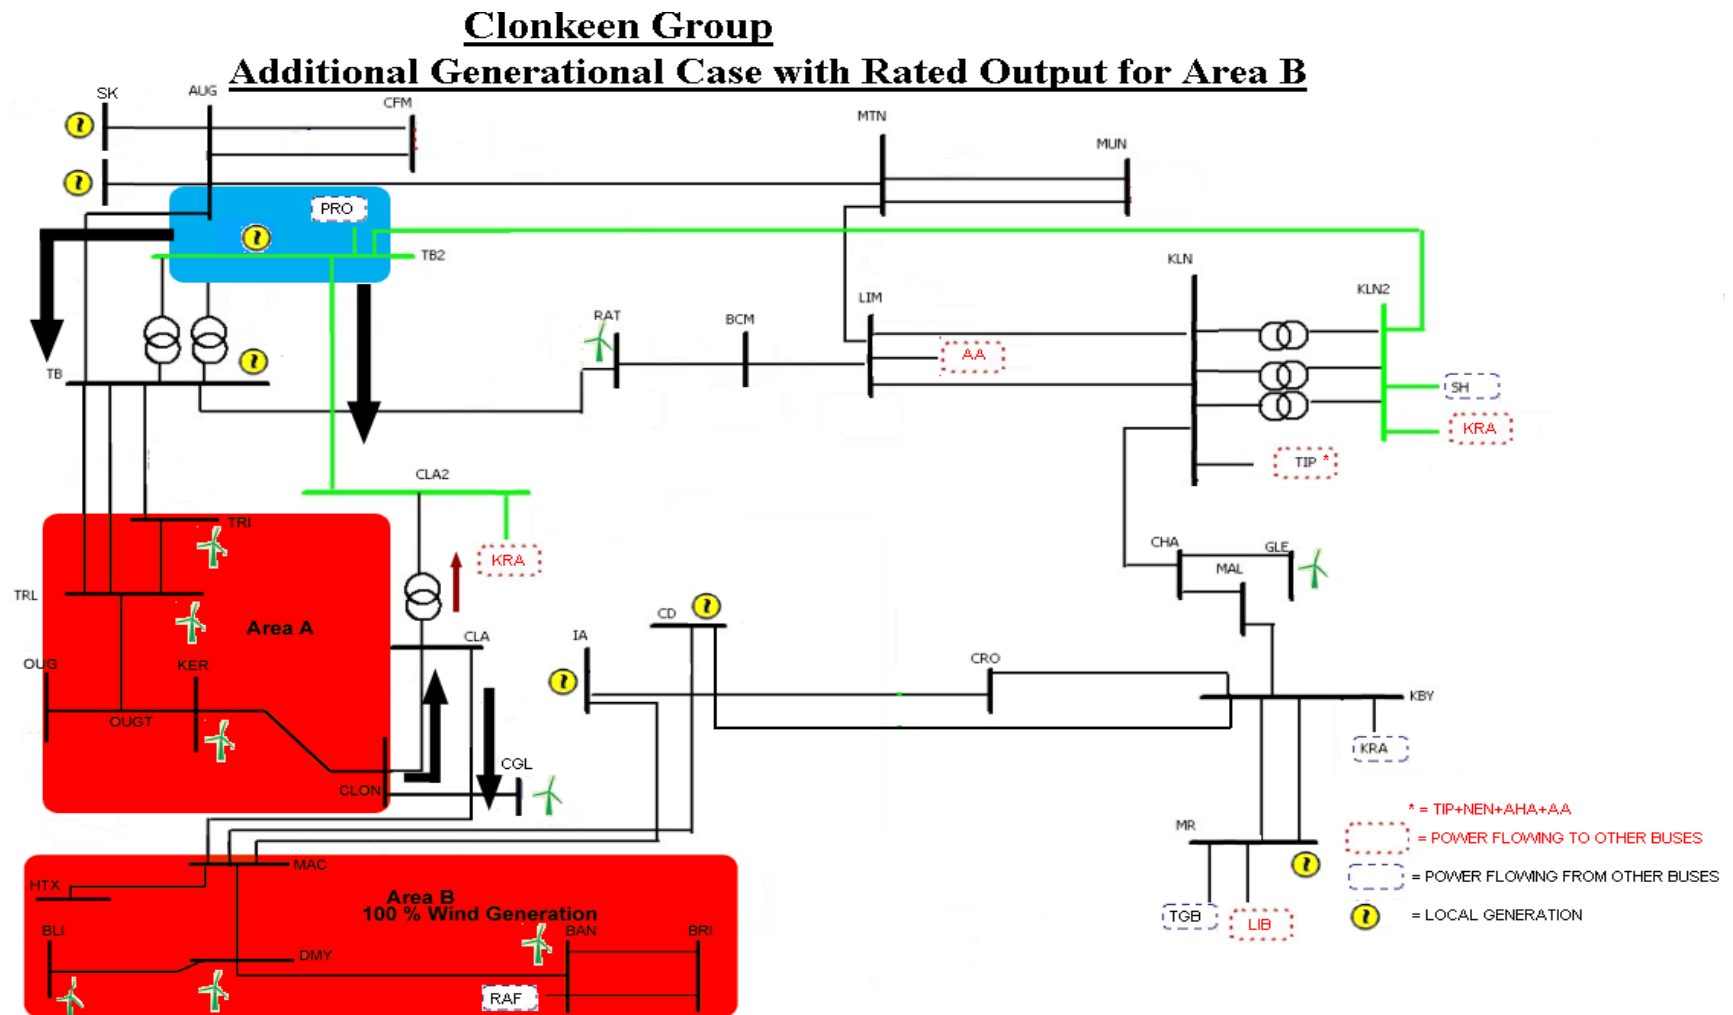 Clonkeen Group
Additional Generational Case with Rated Output for Area B
SK
AUG
CFM
MTN
MUN
PRO
TB2
KLN
KLN2
LIM
RAT
BCM
AA
TB
SH
KRA
TIP *
CLA2
TRI
KRA
CHA
GLE
MAL
TRL
Area A
CD
IA
CLA
CRO
OUG
KER
OUGT
KBY
KRA
CGL
CLON
* = TIP+NEN+AHA+AA
MR
= POWER FLOWING TO OTHER BUSES
MAC
HTX
= POWER FLOWING FROM OTHER BUSES
Area B
100 % Wind Generation
TGB
LIB
= LOCAL GENERATION
BLI
BAN
BRI
DMY
RAF